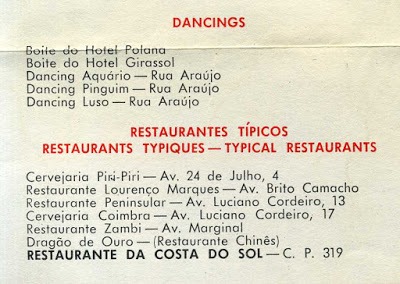 DANCINGS
Boite do Hotel Polana
Boite do Hotel Girassol
Dancing Aquário — Rua Araújo
Dancing Pinguim — Rua Araújo
Dancing Luso — Rua Araújo
RESTAURANTES TÍPICOS
RESTAURANTS TYPIQUES — TYPICAL RESTAURANTS
Cervejaria Piri-Piri — Av. 24 de Julho, 4
Restaurante Lourenço Marques — Av. Brito Camacho
Restaurante Peninsular — Av. Luciano Cordeiro, 13
Cervejaria Coimbra — Av. Luciano Cordeiro, 17
Restaurante Zambi — Av. Marginal
Dragão de Ouro — (Restaurante Chinês)
RESTAURANTE DA COSTA DO SOL — C. P. 319